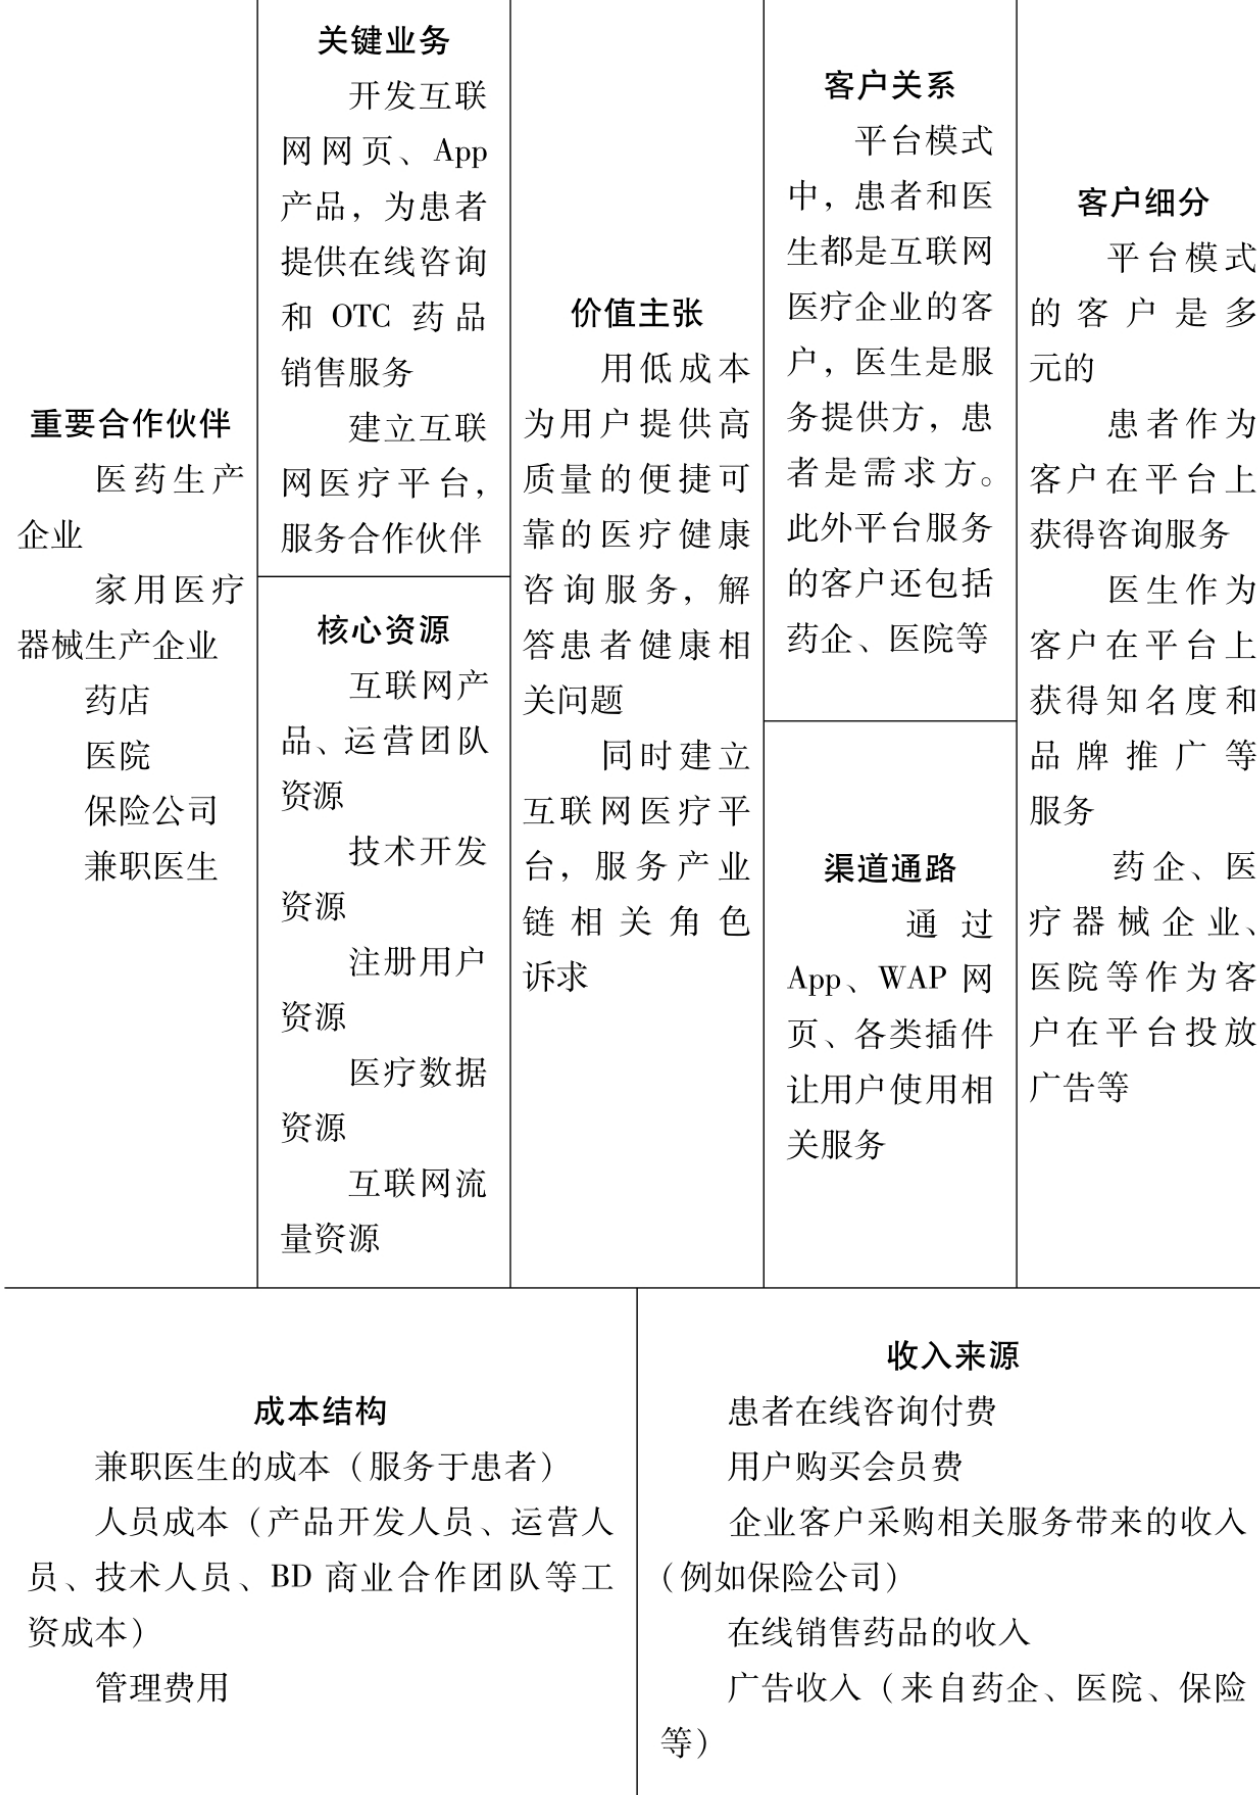 重要合作伙伴
医药生产
企业
家用医疗
器械生产企业
药店
医院
保险公司
兼职医生
关键业务
开发互联
网网页、App
产品，为患者
提供在线咨询
和 OTC 药品
销售服务
建立互联
网医疗平台，
服务合作伙伴
核心资源
互联网产
品、运营团队
资源
技术开发
资源
注册用户
资源
医疗数据
资源
互联网流
量资源
价值主张
用低成本
为用户提供高
质量的便捷可
靠的医疗健康
咨询服务，解
答患者健康相
关问题
同时建立
互联网医疗平
台，服务产业
链相关角色
诉求
客户关系
平台模式
中，患者和医
生都是互联网
医疗企业的客
户，医生是服
务提供方，患
者是需求方。
此外平台服务
的客户还包括
药企、医院等
渠道通路
通过
App、WAP 网
页、各类插件
让用户使用相
关服务
客户细分
平台模式
的客户是多
元的
患者作为
客户在平台上
获得咨询服务
医生作为
客户在平台上
获得知名度和
品牌推广等
服务
药企、医
疗器械企业、
医院等作为客
户在平台投放
广告等
成本结构
兼职医生的成本（服务于患者）
人员成本（产品开发人员、运营人
员、技术人员、BD 商业合作团队等工
资成本）
管理费用
收入来源
患者在线咨询付费
用户购买会员费
企业客户采购相关服务带来的收入
（例如保险公司）
在线销售药品的收入
广告收入（来自药企、医院、保险
等）